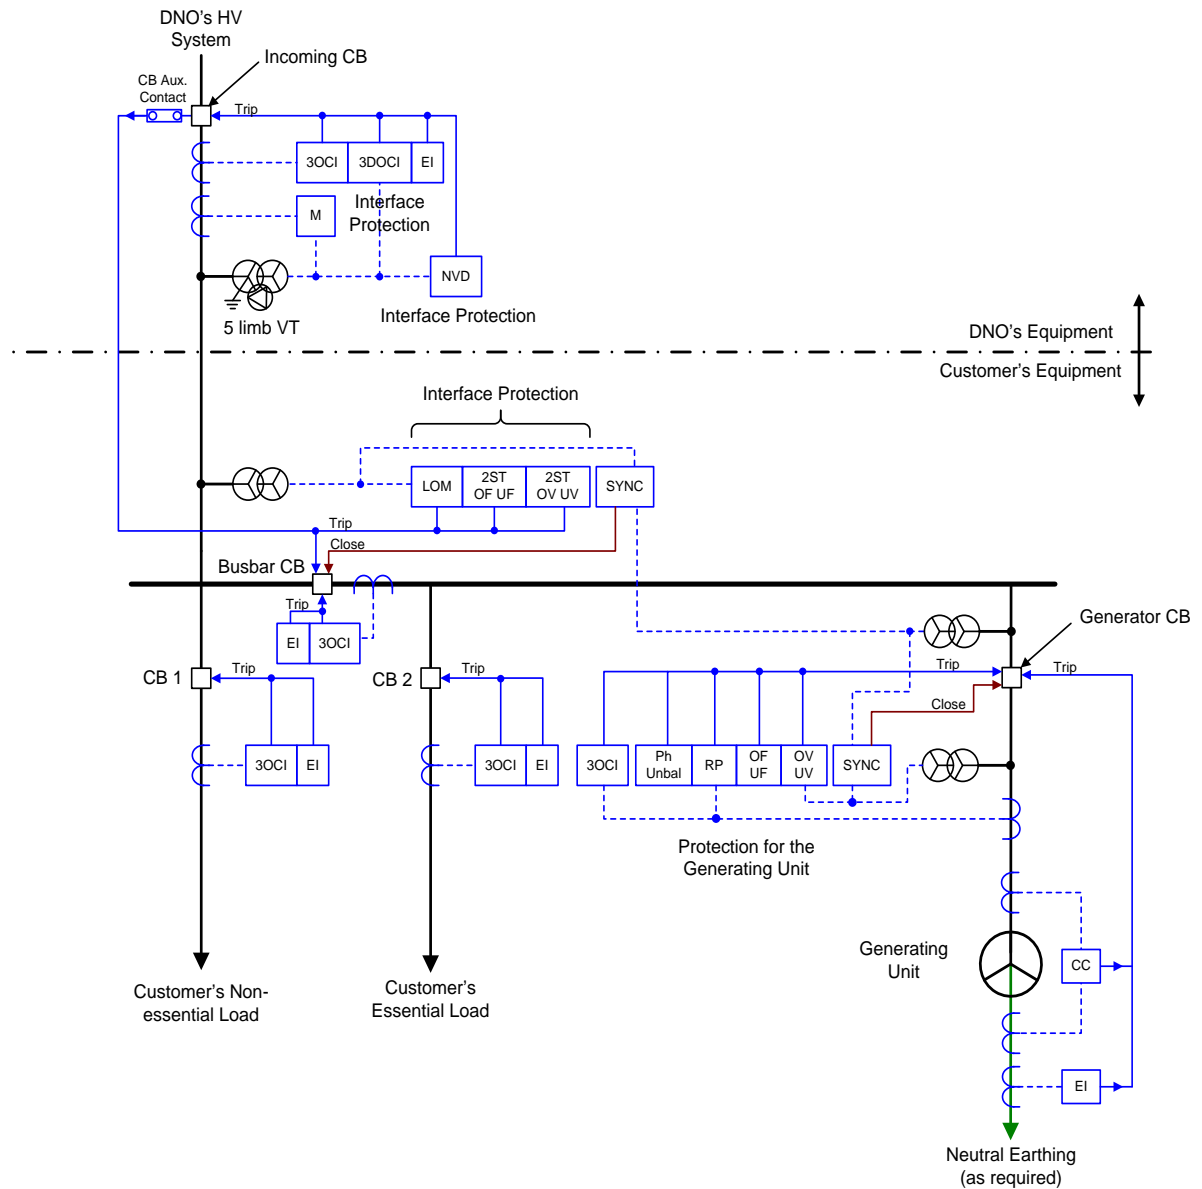 DNO's HV
System
Incoming CB
CB Aux.
Contact
Trip
3OCI
3DOCI
EI
Interface
Protection
M
NVD
5 limb VT
Interface Protection
DNO's Equipment
Customer's Equipment
Interface Protection
LOM
2ST
OF UF
2ST
OV UV
SYNC
Trip
Close
Busbar CB
Trip
EI
3OCI
Generator CB
CB 1
Trip
CB 2
Trip
Trip
Trip
Close
3OCI
EI
3OCI
EI
3OCI
Ph
Unbal
RP
OF
UF
OV
UV
SYNC
Protection for the
Generating Unit
Generating
Unit
CC
Customer's Non-
essential Load
Customer's
Essential Load
EI
Neutral Earthing
(as required)